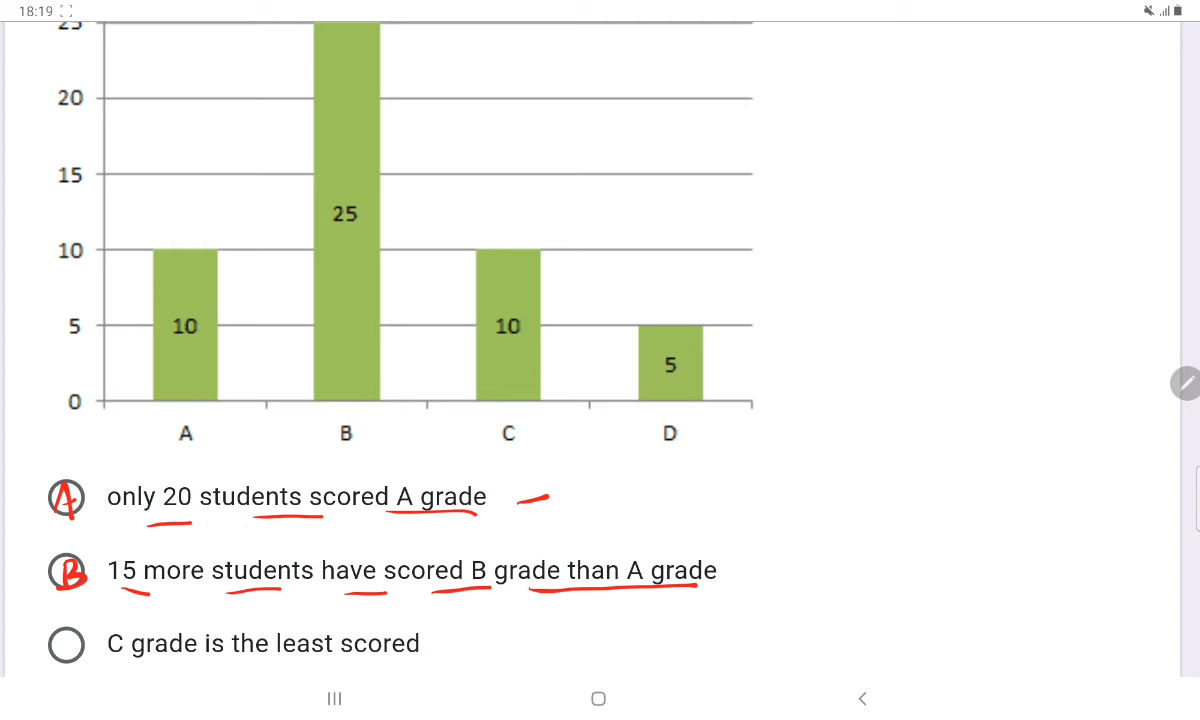 18:19
25
20
15
25
10
5
10
10
5
0
A B C D
A only 20 students scored A grade
B 15 more students have scored B grade than A grade
C grade is the least scored